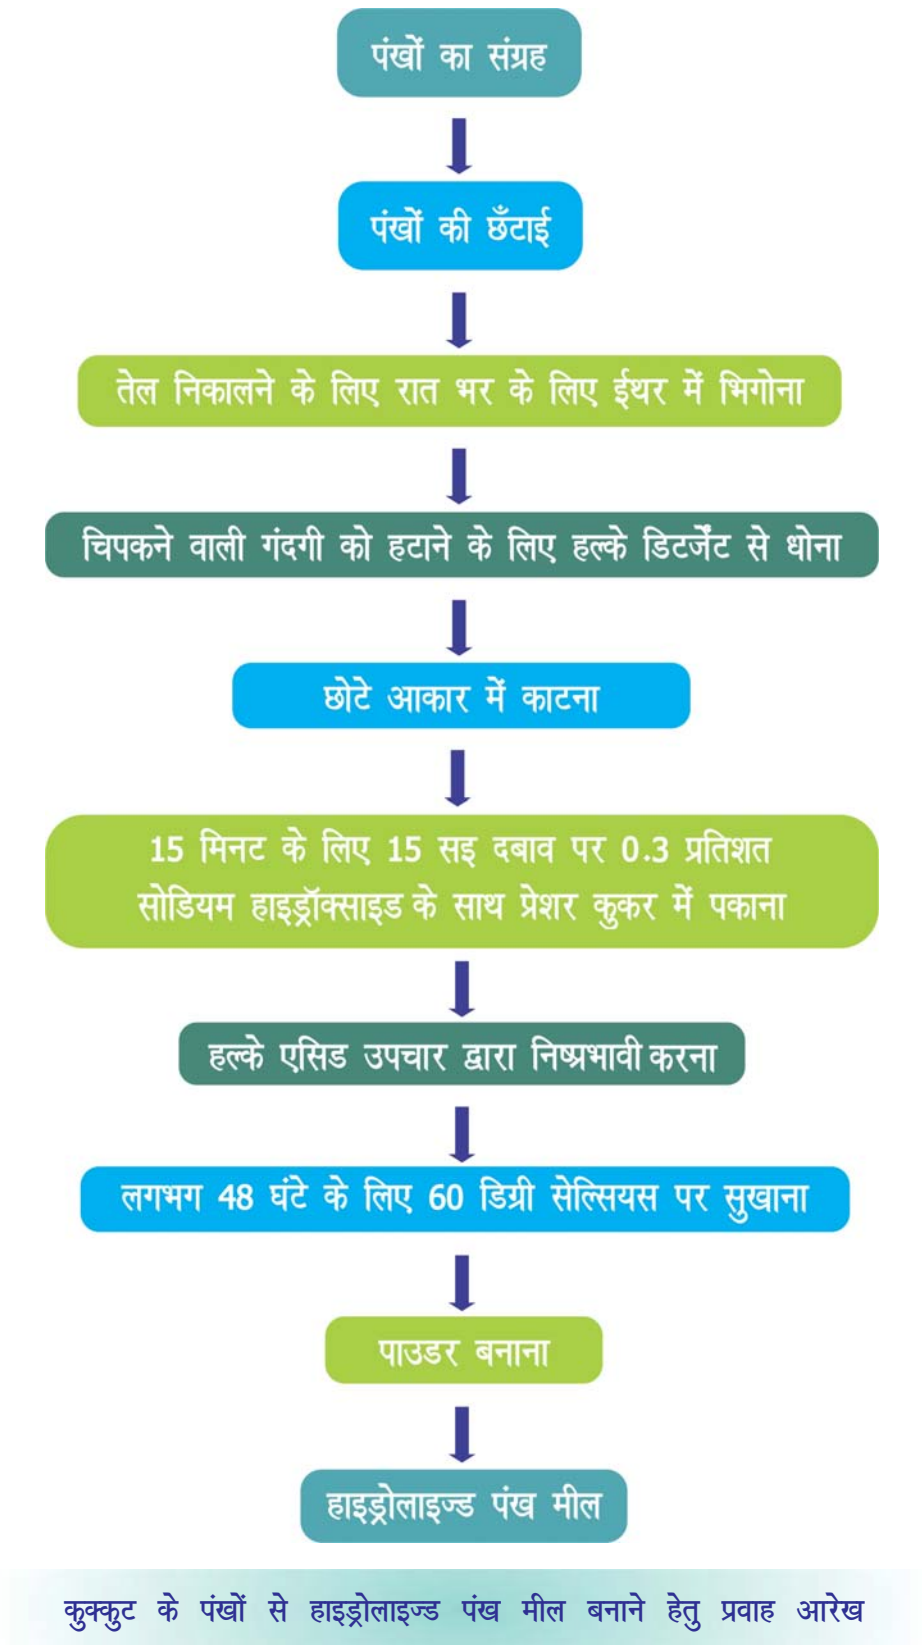 पंखों का संग्रह
पंखों की छँटाई
तेल निकालने के लिए रात भर के लिए ईथर में भिगोना
चिपकने वाली गंदगी को हटाने के लिए हल्के डिटर्जेंट से धोना
छोटे आकार में काटना
15 मिनट के लिए 15 सइ दबाव पर 0.3 प्रतिशत
सोडियम हाइड्रॉक्साइड के साथ प्रेशर कुकर में पकाना
हल्के एसिड उपचार द्वारा निष्प्रभावी करना
लगभग 48 घंटे के लिए 60 डिग्री सेल्सियस पर सुखाना
पाउडर बनाना
हाइड्रोलाइज्ड पंख मील
कुक्कुट के पंखों से हाइड्रोलाइज्ड पंख मील बनाने हेतु प्रवाह आरेख